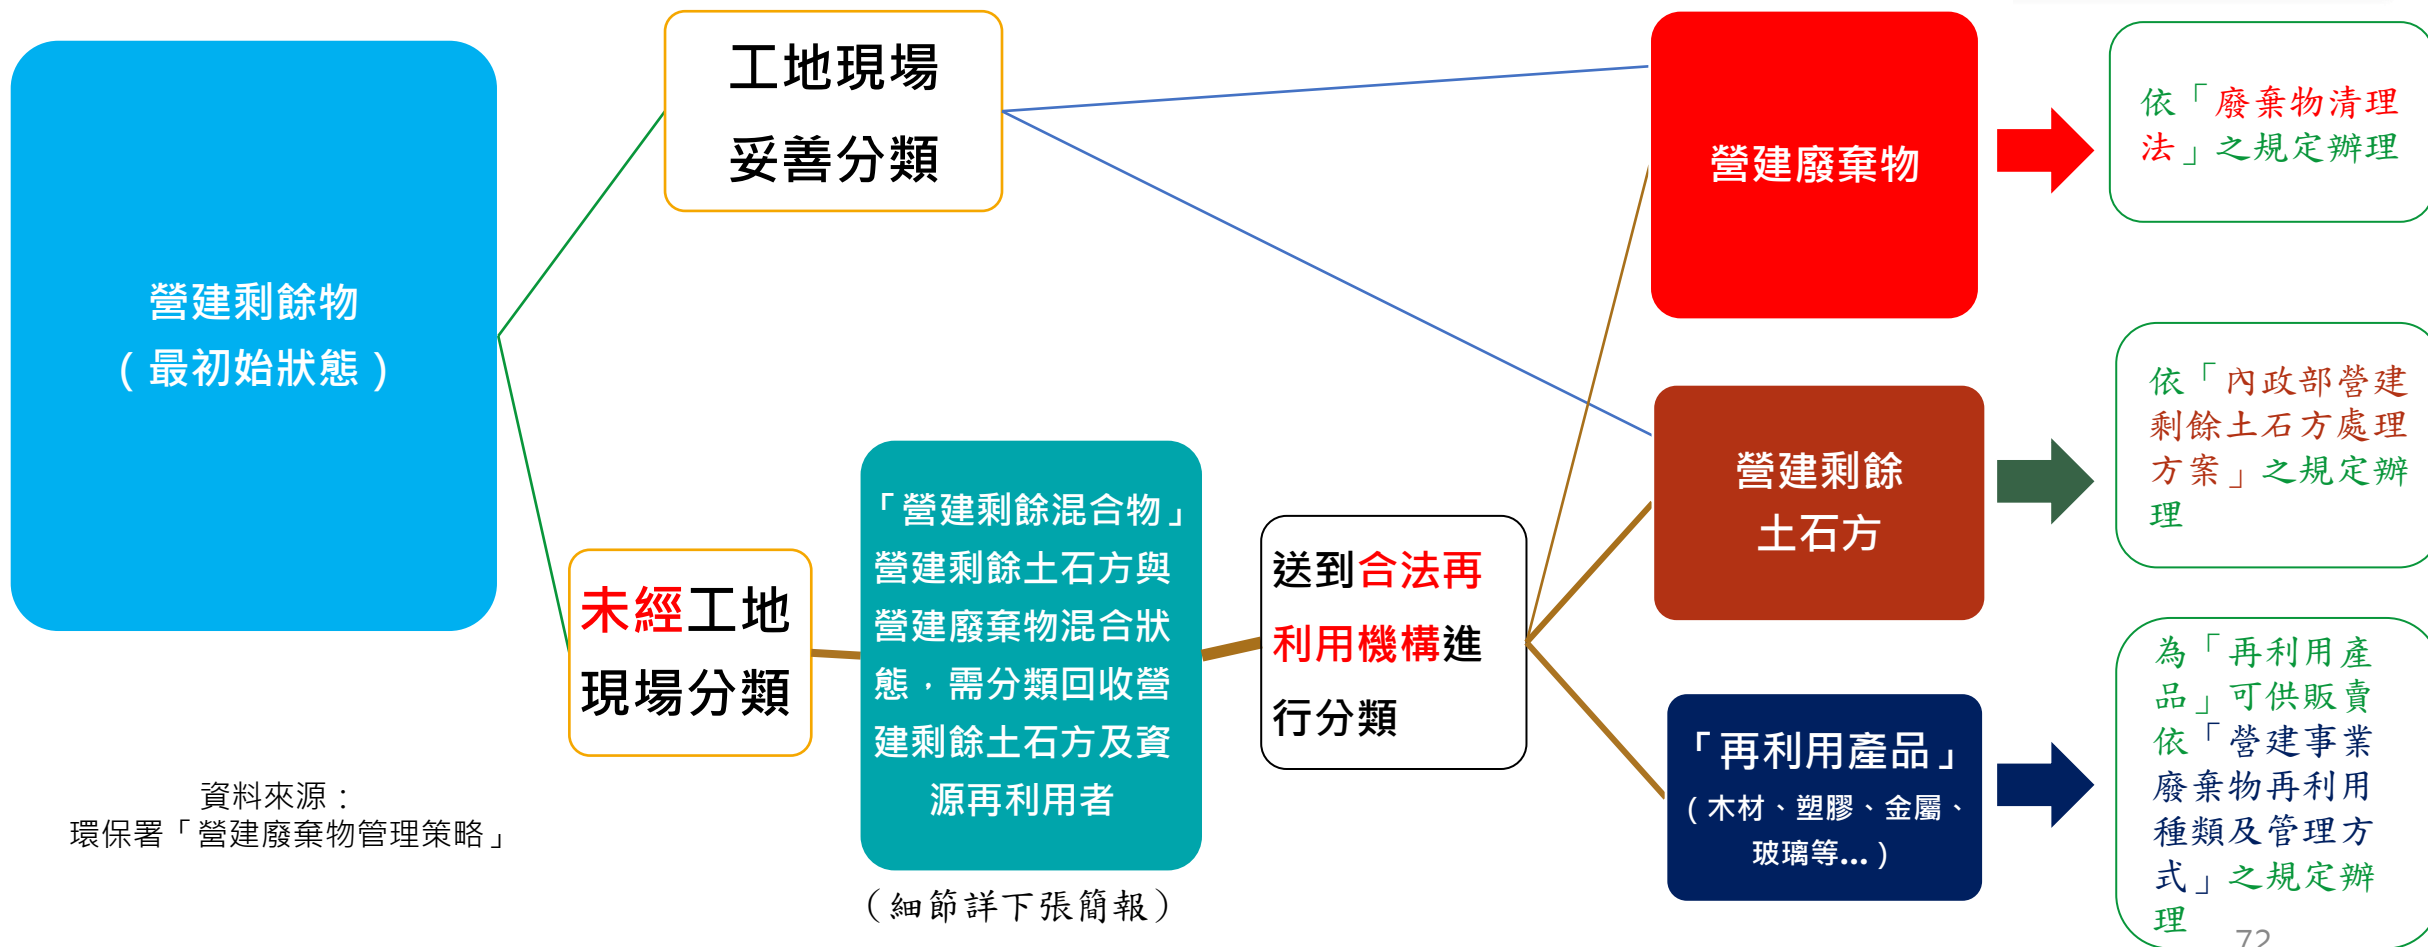 營建剩餘物
（最初始狀態）
工地現場
妥善分類
未經工地
現場分類
「營建剩餘混合物」
營建剩餘土石方與
營建廢棄物混合狀
態，需分類回收營
建剩餘土石方及資
源再利用者
（細節詳下張簡報）
送到合法再
利用機構進
行分類
營建廢棄物
依「廢棄物清理
法」之規定辦理
營建剩餘
土石方
依「內政部營建
剩餘土石方處理
方案」之規定辦
理
「再利用產品」
（木材、塑膠、金屬、
玻璃等...）
為「再利用產
品」可供販賣
依「營建事業
廢棄物再利用
種類及管理方
式」之規定辦
理
資料來源：
環保署「營建廢棄物管理策略」
72